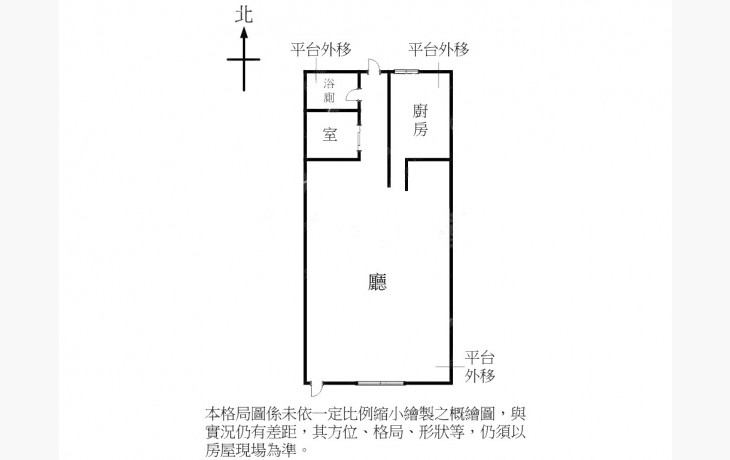 北
平台外移
平台外移
浴
廁
廚
房
室
廳
平台
外移
本格局圖係未依一定比例縮小繪製之概繪圖，與
實況仍有差距，其方位、格局、形狀等，仍須以
房屋現場為準。